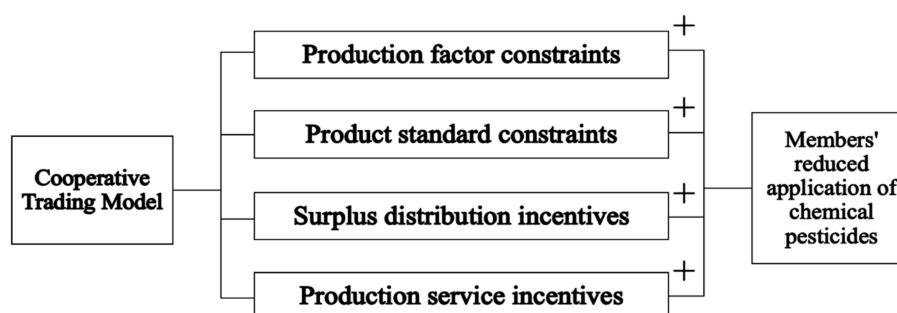 +
Production factor constraints
+
Product standard constraints
Cooperative
Trading Model
+
Surplus distribution incentives
+
Production service incentives
Members'
reduced
application of
chemical
pesticides